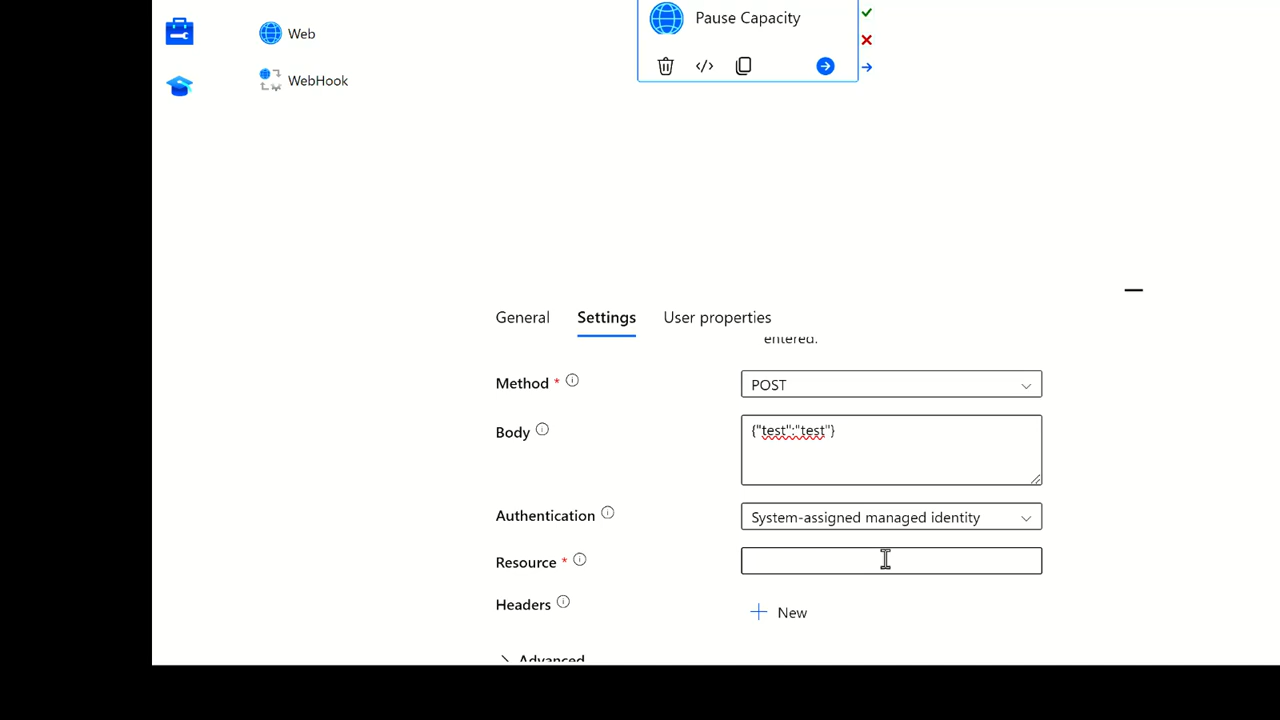 Pause Capacity
Web
WebHook
General Settings User properties
entered.
Method *
POST
Body
{"test":"test"}
Authentication
System-assigned managed identity
Resource *
Headers
New
Advanced